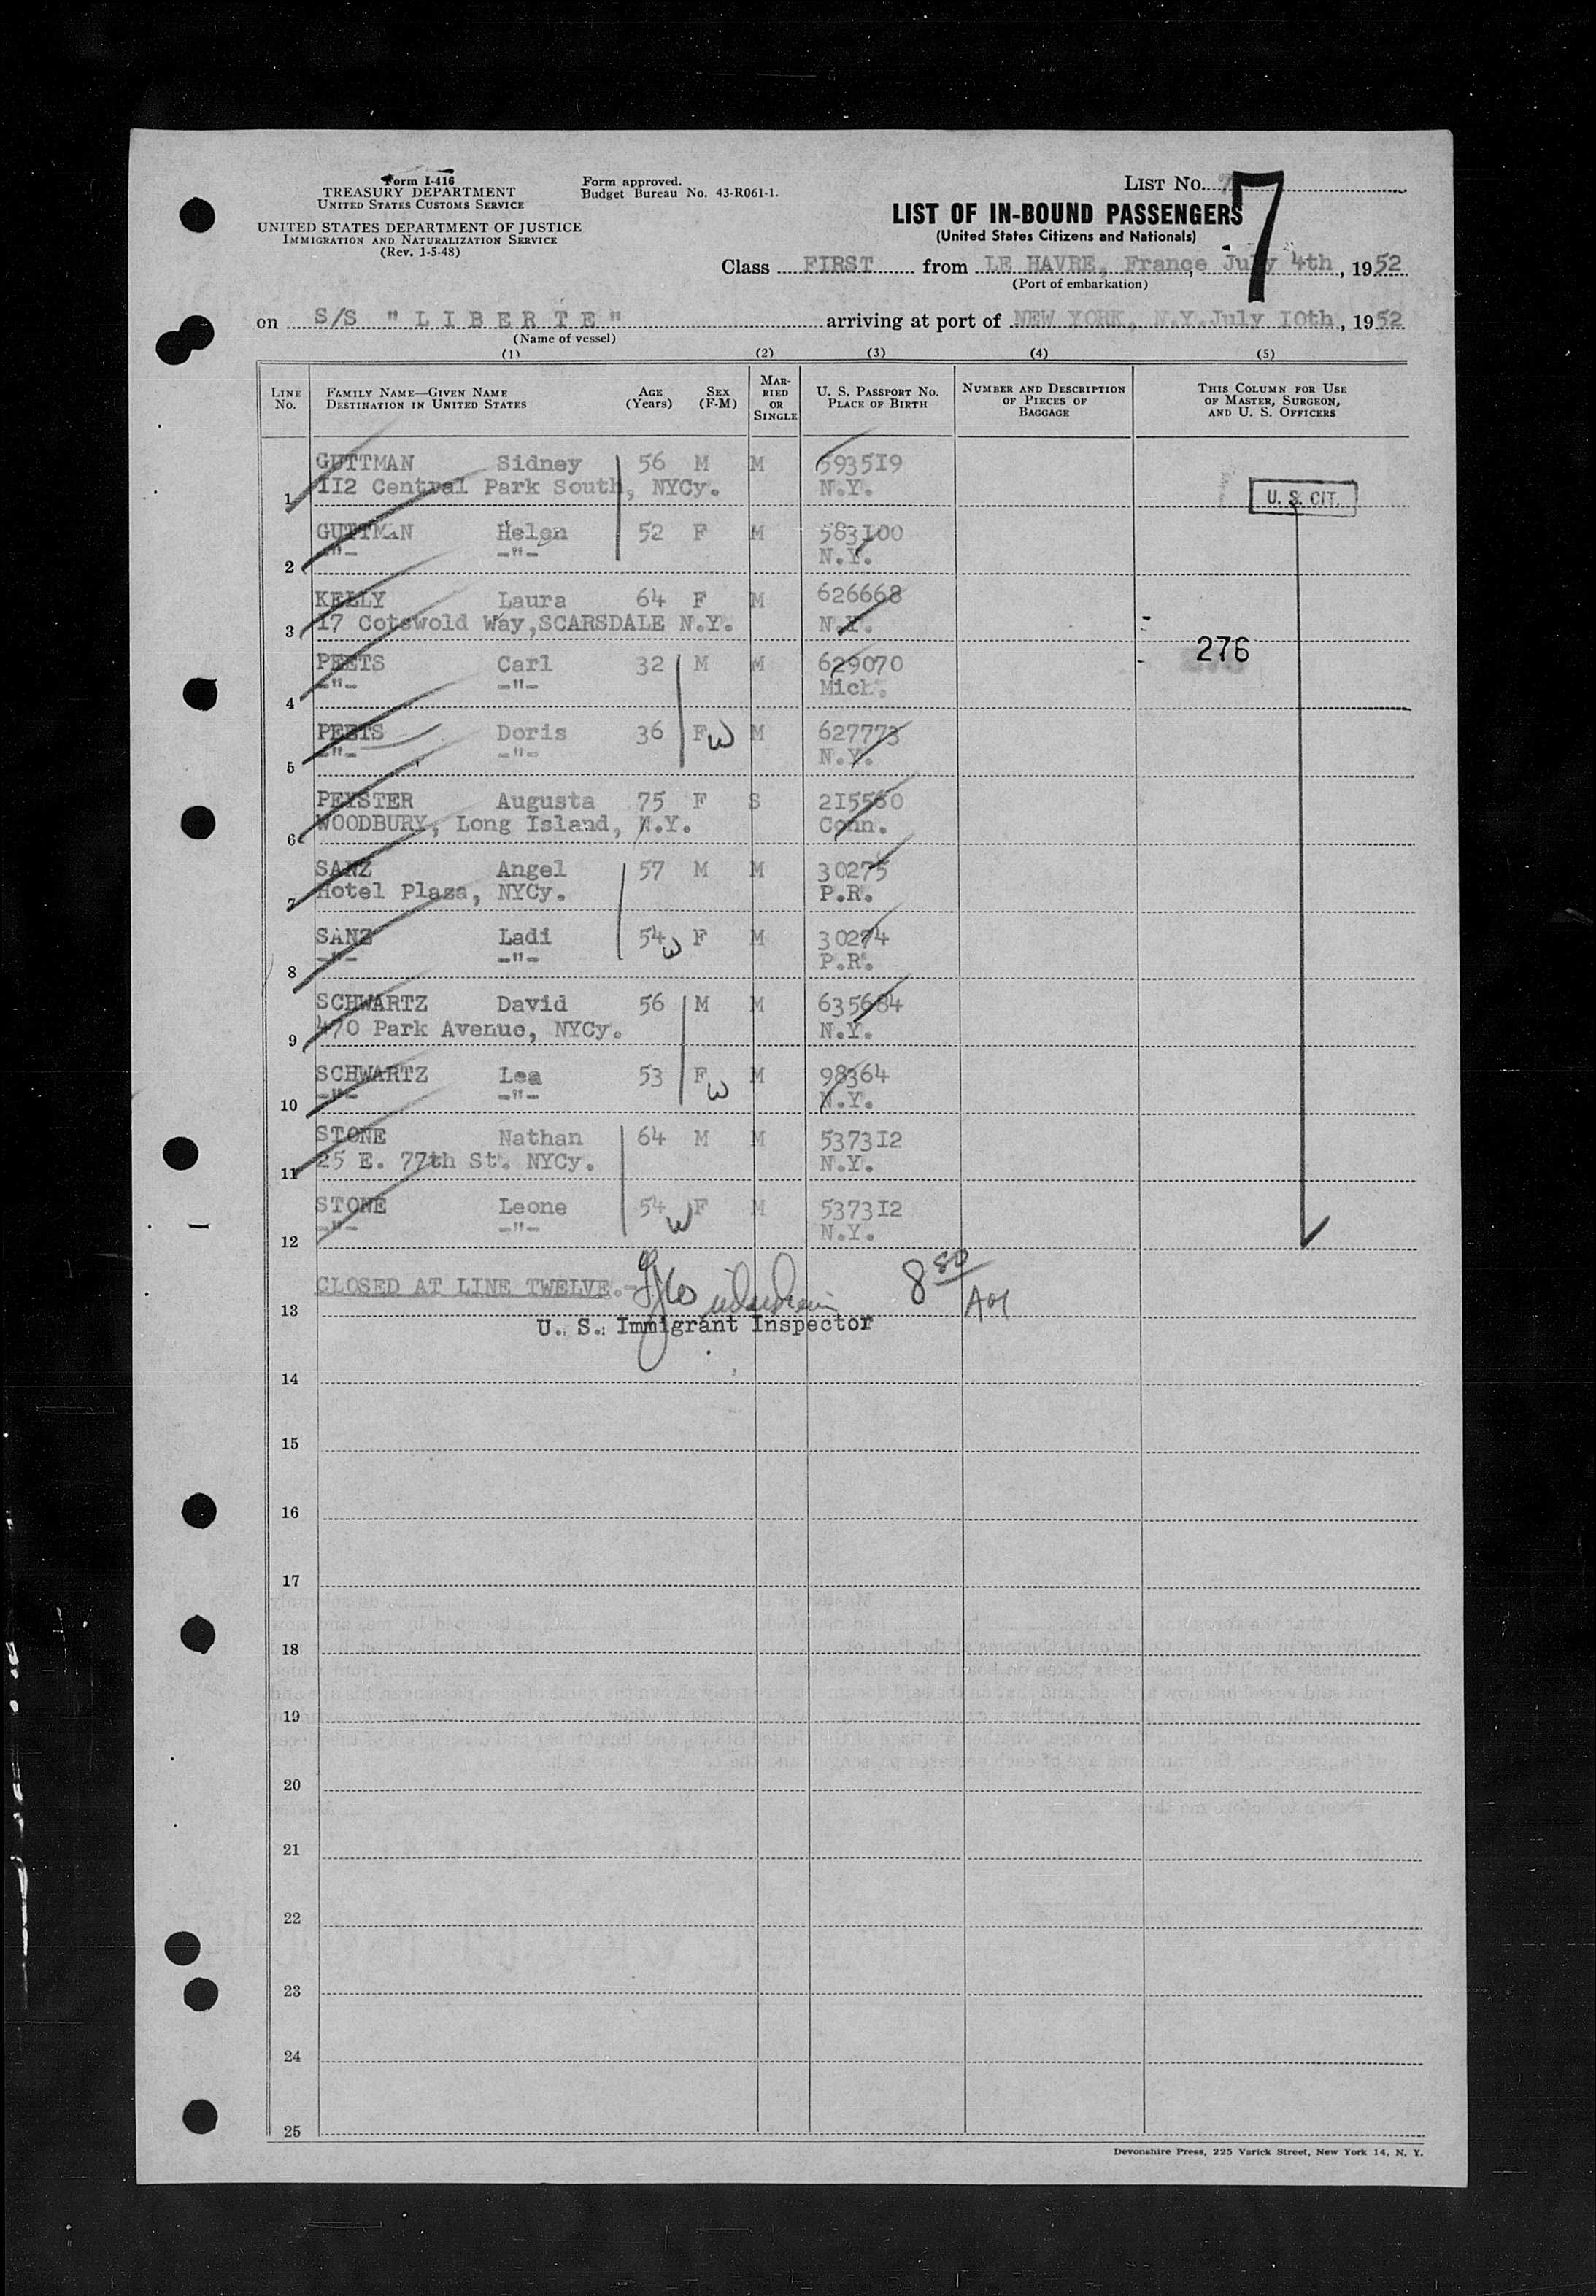 Form I-416
TREASURY DEPARTMENT
UNITED STATES CUSTOMS SERVICE
UNITED STATES DEPARTMENT OF JUSTICE
IMMIGRATION AND NATURALIZATION SERVICE
(Rev. 1-5-48)
Form approved.
Budget Bureau No. 43-R061-1.
LIST No. 7
7
LIST OF IN-BOUND PASSENGERS
(United States Citizens and Nationals)
Class FIRST from LE HAVRE, France, July 4th, 1952
(Port of embarkation)
on S/S "LIBERTE" arriving at port of NEW YORK, N.Y. July 10th, 1952
(Name of vessel)
(1) (2) (3) (4) (5)
LINE No. FAMILY NAME—GIVEN NAME DESTINATION IN UNITED STATES AGE (Years) SEX (F-M) MARRIED OR SINGLE U. S. PASSPORT No. PLACE OF BIRTH NUMBER AND DESCRIPTION OF PIECES OF BAGGAGE THIS COLUMN FOR USE OF MASTER, SURGEON, AND U. S. OFFICERS
GUTTMAN Sidney 56 M M 593519
1 112 Central Park South, NYCy. N.Y. U. S. CIT.
GUTTMAN Helen 52 F M 583100
2 -"- -"- N.Y.
KELLY Laura 64 F M 626668
3 17 Cotswold Way, SCARSDALE N.Y. N.Y.
276
PEETS Carl 32 M M 629070
4 -"- -"- Mich.
PEETS Doris 36 F W M 627773
5 -"- -"- N.Y.
PEYSTER Augusta 75 F S 215560
6 WOODBURY, Long Island, N.Y. Conn.
SANZ Angel 57 M M 30275
7 Hotel Plaza, NYCy. P.R.
SANZ Ladi 54 W F M 30274
8 -"- -"- P.R.
SCHWARTZ David 56 M M 635684
9 470 Park Avenue, NYCy. N.Y.
SCHWARTZ Lea 53 F W M 98364
10 -"- -"- N.Y.
STONE Nathan 64 M M 537312
11 25 E. 77th St. NYCy. N.Y.
STONE Leone 54 W F M 537312
12 -"- -"- N.Y.
CLOSED AT LINE TWELVE.- 8 50
13
U. S. Immigrant Inspector
14
15
16
17
18
19
20
21
22
23
24
25
Devonshire Press, 225 Varick Street, New York 14, N. Y.